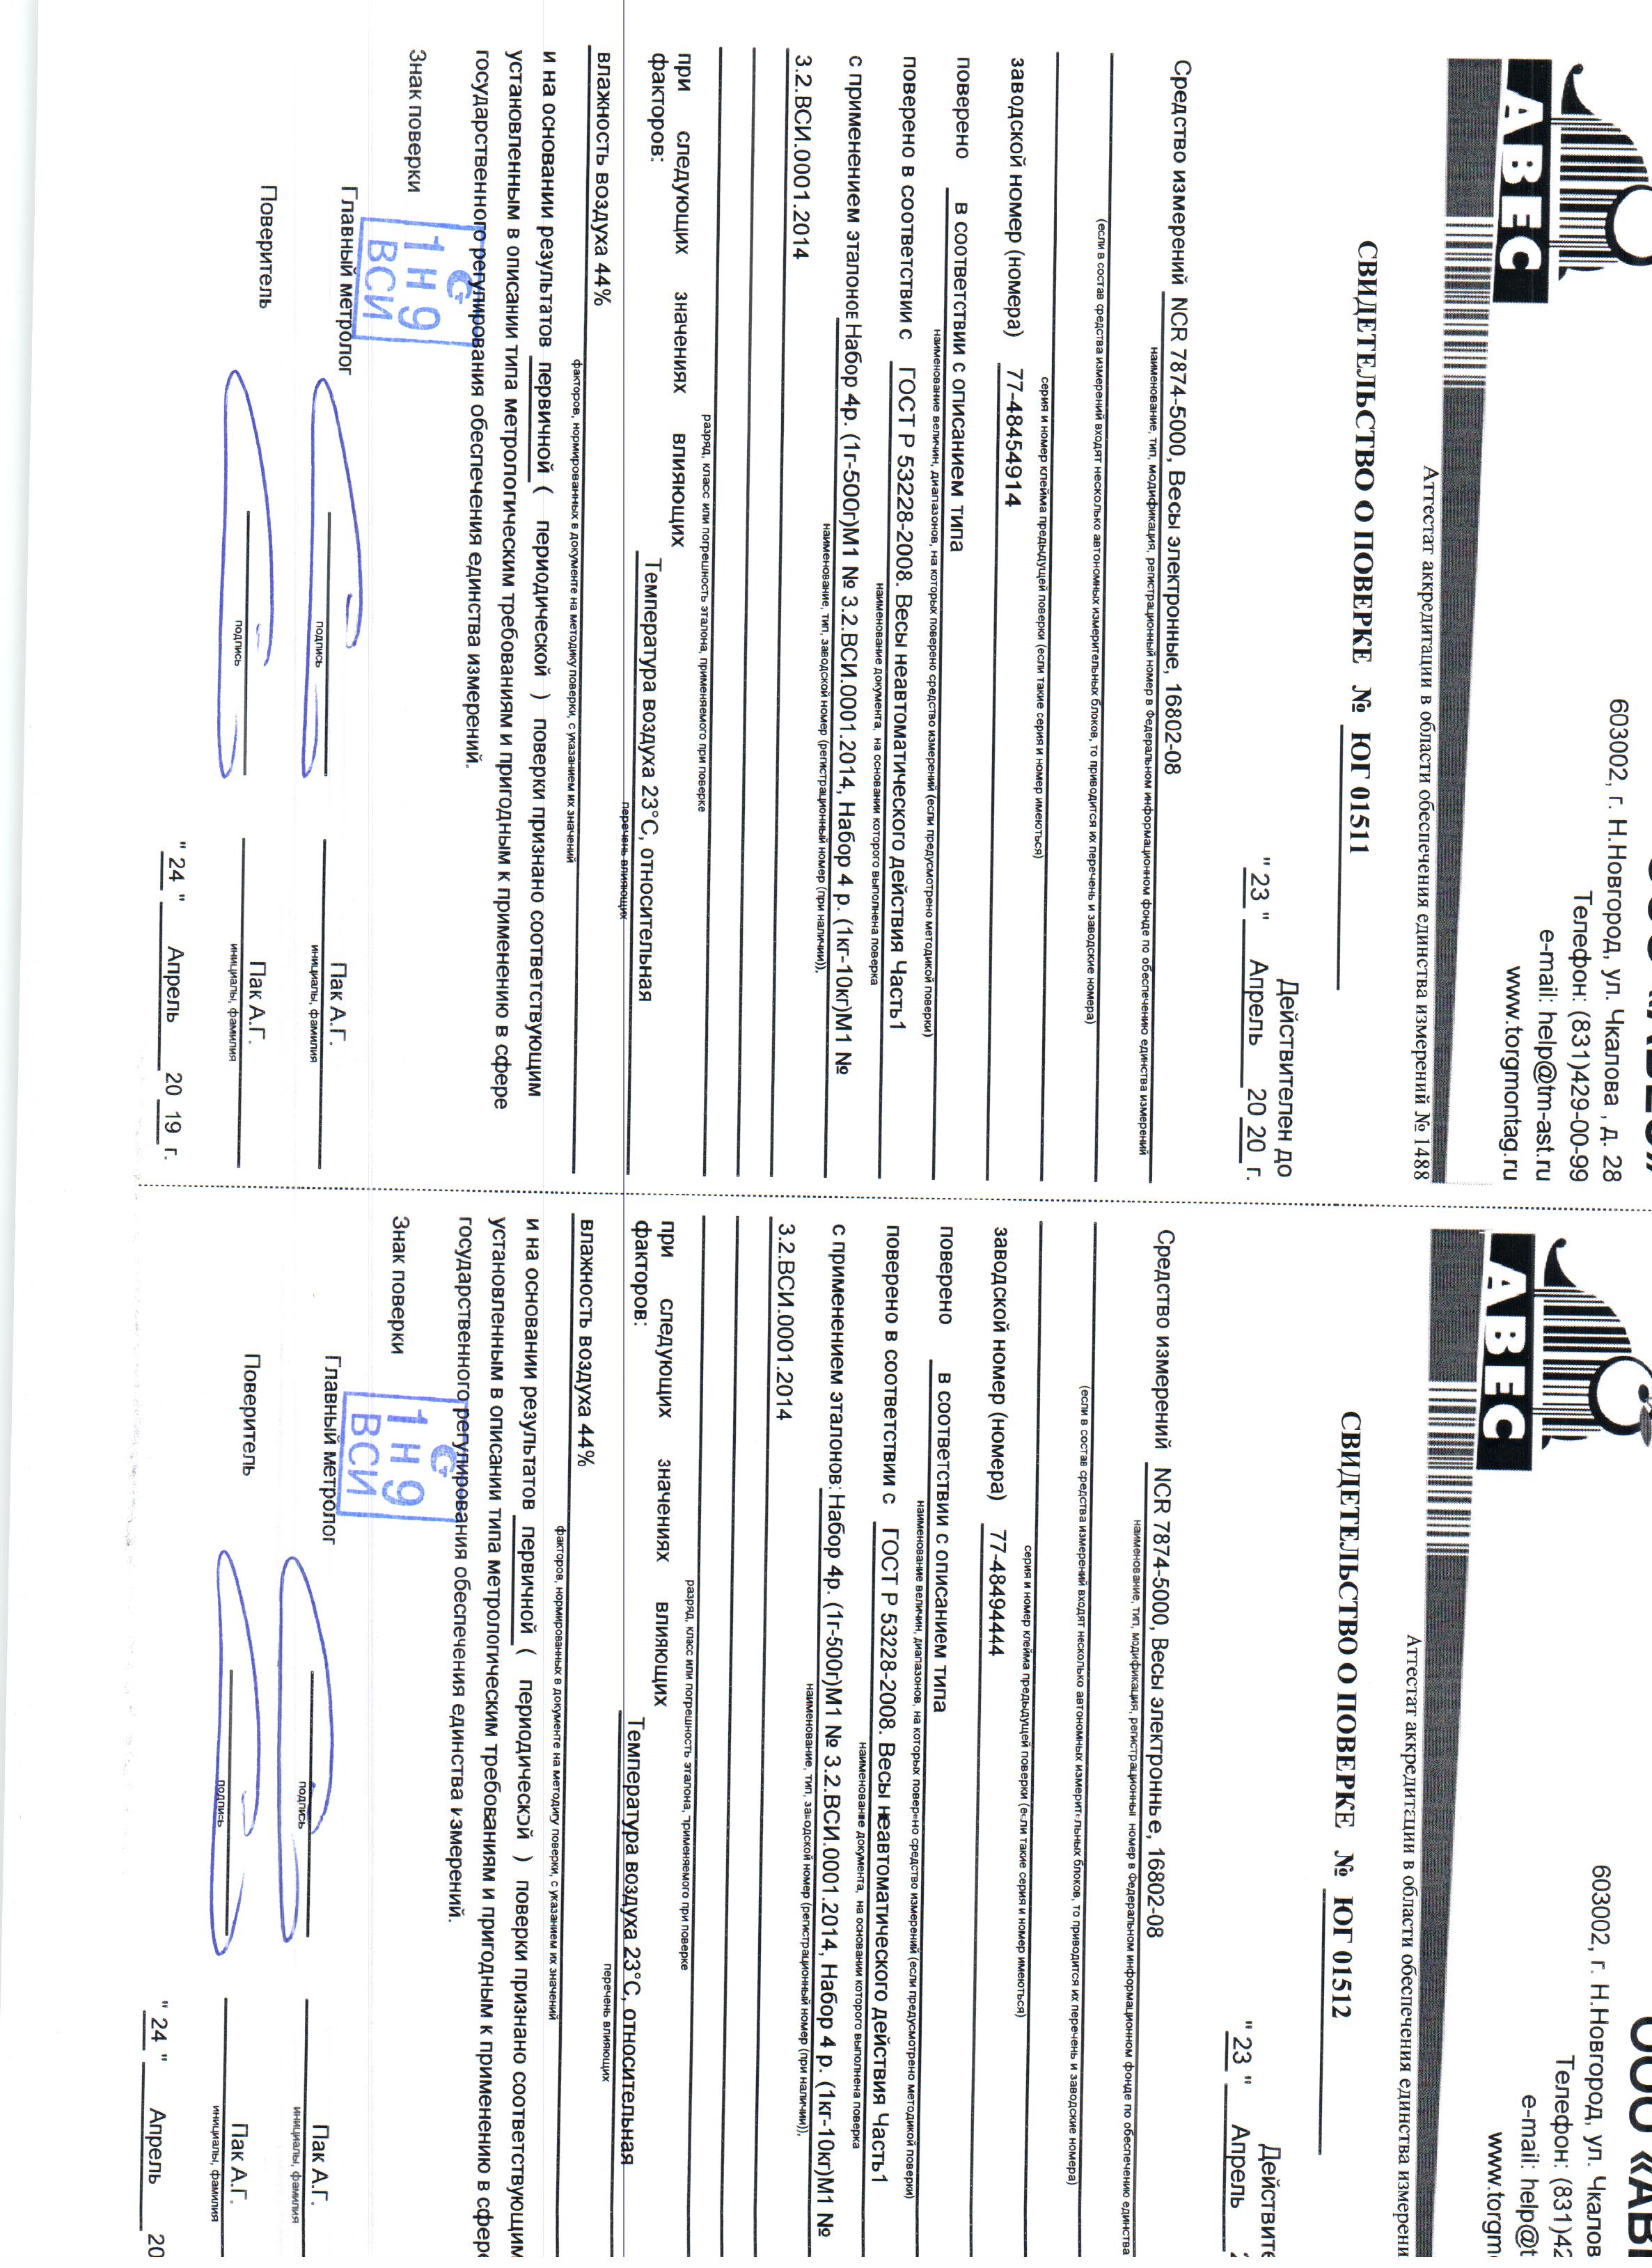 ООО «АВЕС»
603002, г. Н.Новгород, ул. Чкалова , д. 28
Телефон: (831)429-00-99
e-mail: help@tm-ast.ru
www.torgmontag.ru
АВЕС
Аттестат аккредитации в области обеспечения единства измерений № 1488
СВИДЕТЕЛЬСТВО О ПОВЕРКЕ № ЮГ 01511
Действителен до
" 23 " Апрель 20 20 г.
Средство измерений NCR 7874-5000, Весы электронные, 16802-08
наименование, тип, модификация, регистрационный номер в Федеральном информационном фонде по обеспечению единства измерений
(если в состав средства измерений входят несколько автономных измерительных блоков, то приводится их перечень и заводские номера)
серия и номер клейма предыдущей поверки (если такие серия и номер имеються)
заводской номер (номера) 77-48454914
поверено в соответствии с описанием типа
наименование величин, диапазонов, на которых поверено средство измерений (если предусмотрено методикой поверки)
поверено в соответствии с ГОСТ Р 53228-2008. Весы неавтоматического действия Часть1
наименование документа, на основании которого выполнена поверка
с применением эталонов Набор 4р. (1г-500г)М1 № 3.2.ВСИ.0001.2014, Набор 4 р. (1кг-10кг)М1 №
наименование, тип, заводской номер (регистрационный номер (при наличии)),
3.2.ВСИ.0001.2014
разряд, класс или погрешность эталона, применяемого при поверке
при следующих значениях влияющих
факторов: Температура воздуха 23°С, относительная
перечень влияющих
влажность воздуха 44%
факторов, нормированных в документе на методику поверки, с указанием их значений
и на основании результатов первичной ( периодической ) поверки признано соответствующим
установленным в описании типа метрологическим требованиям и пригодным к применению в сфере
государственного регулирования обеспечения единства измерений.
Знак поверки
1 Н 9
ВСИ
Главный метролог Пак А.Г.
подпись инициалы, фамилия
Поверитель Пак А.Г.
подпись инициалы, фамилия
" 24 " Апрель 20 19 г.
ООО «АВЕ
603002, г. Н.Новгород, ул. Чкалов
Телефон: (831)42
e-mail: help@t
www.torgm
АВЕС
Аттестат аккредитации в области обеспечения единства измерени
СВИДЕТЕЛЬСТВО О ПОВЕРКЕ № ЮГ 01512
Действите
" 23 " Апрель 2
Средство измерений NCR 7874-5000, Весы электронные, 16802-08
наименование, тип, модификация, регистрационный номер в Федеральном информационном фонде по обеспечению единства
(если в состав средства измерений входят несколько автономных измерительных блоков, то приводится их перечень и заводские номера)
серия и номер клейма предыдущей поверки (если такие серия и номер имеються)
заводской номер (номера) 77-48494444
поверено в соответствии с описанием типа
наименование величин, диапазонов, на которых поверено средство измерений (если предусмотрено методикой поверки)
поверено в соответствии с ГОСТ Р 53228-2008. Весы неавтоматического действия Часть1
наименование документа, на основании которого выполнена поверка
с применением эталонов: Набор 4р. (1г-500г)М1 № 3.2.ВСИ.0001.2014, Набор 4 р. (1кг-10кг)М1 №
наименование, тип, заводской номер (регистрационный номер (при наличии)),
3.2.ВСИ.0001.2014
разряд, класс или погрешность эталона, применяемого при поверке
при следующих значениях влияющих
факторов: Температура воздуха 23°С, относительная
перечень влияющих
влажность воздуха 44%
факторов, нормированных в документе на методику поверки, с указанием их значений
и на основании результатов первичной ( периодической ) поверки признано соответствующим
установленным в описании типа метрологическим требованиям и пригодным к применению в сфере
государственного регулирования обеспечения единства измерений.
Знак поверки
1 Н 9
ВСИ
Главный метролог Пак А.Г.
подпись инициалы, фамилия
Поверитель Пак А.Г.
подпись инициалы, фамилия
" 24 " Апрель 20